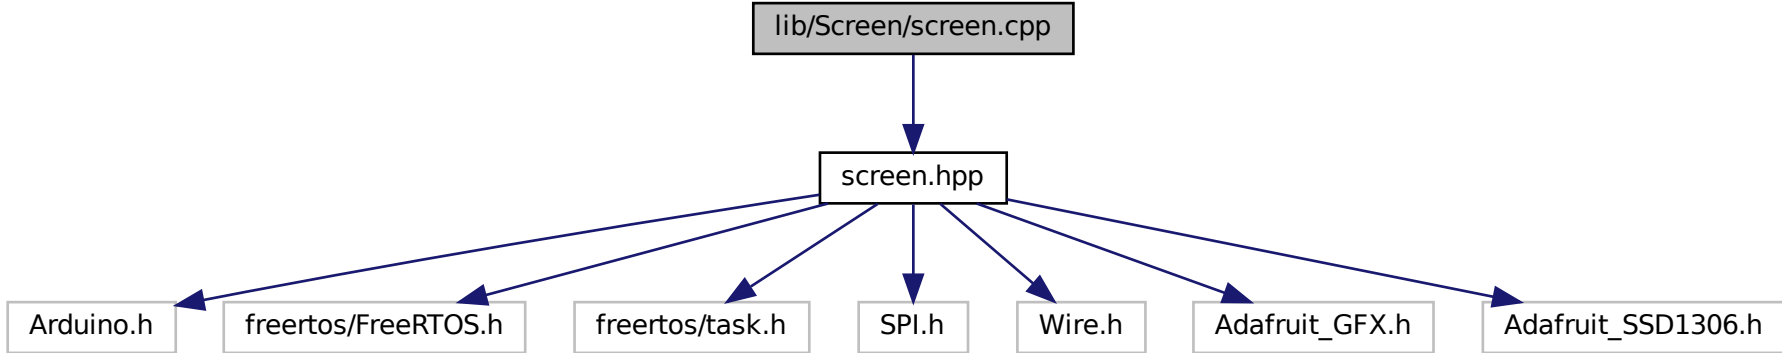 lib/Screen/screen.cpp
screen.hpp
Arduino.h
freertos/FreeRTOS.h
freertos/task.h
SPI.h
Wire.h
Adafruit_GFX.h
Adafruit_SSD1306.h